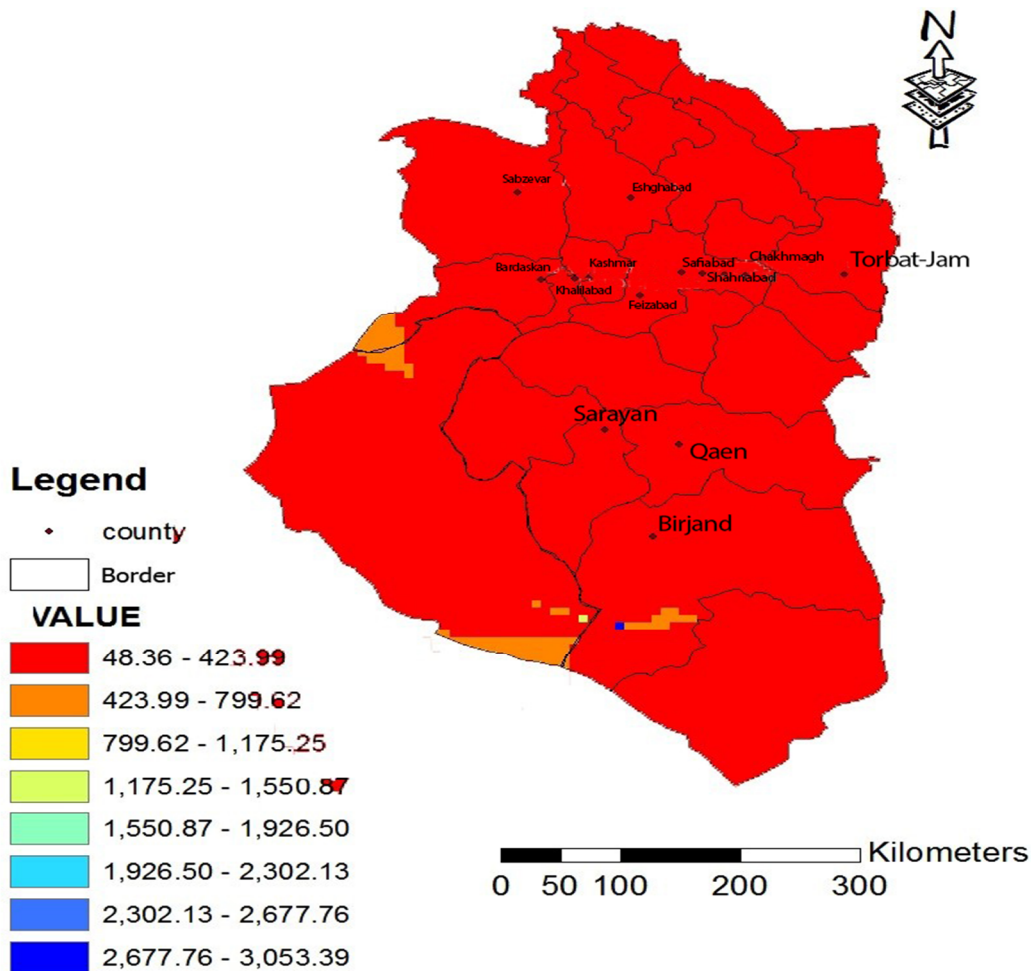 N
Sabzevar
Eshghabad
Bardaskan
Kashmar
Safiabad
Chakhmagh
Torbat-Jam
Khalilabad
Shahriabad
Feizabad
Sarayan
Qaen
Birjand
Legend
county
Border
VALUE
48.36 - 423.99
423.99 - 799.62
799.62 - 1,175.25
1,175.25 - 1,550.87
1,550.87 - 1,926.50
1,926.50 - 2,302.13
2,302.13 - 2,677.76
2,677.76 - 3,053.39
Kilometers
0 50 100 200 300